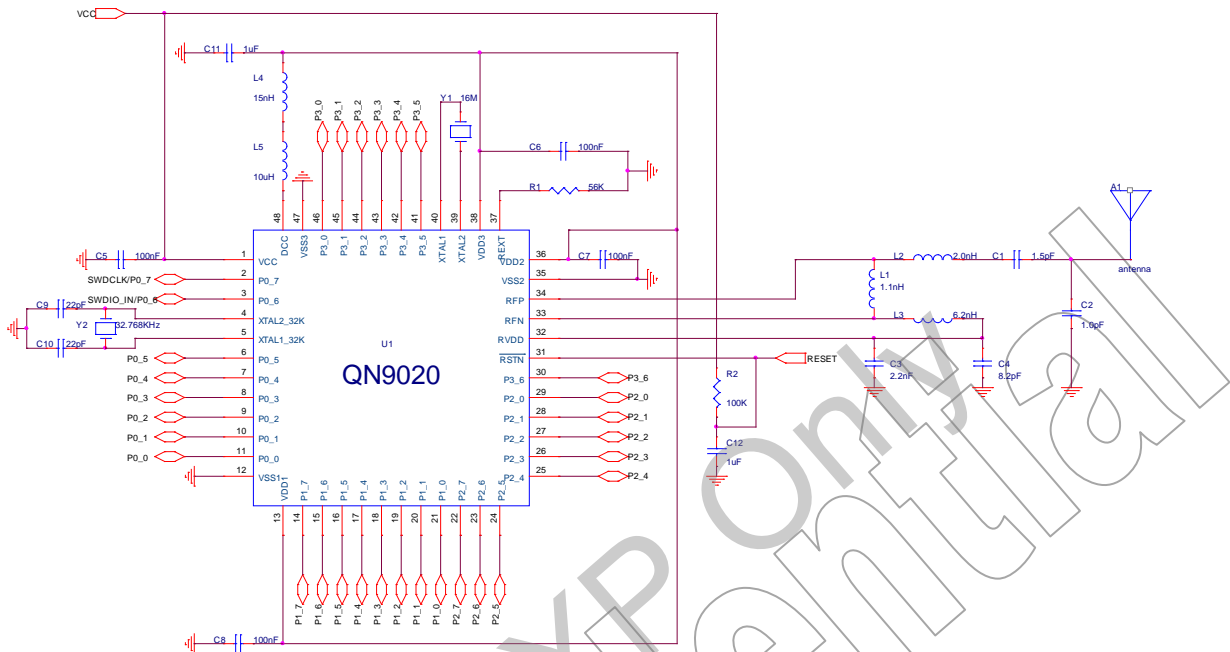 VCC
C11 1uF
L4
15nH
L5
10uH
P3_0
P3_1
P3_2
P3_3
P3_4
P3_5
Y1 16M
C6 100nF
R1 56K
48 47 46 45 44 43 42 41 40 39 38 37
DCC VSS3 P3_0 P3_1 P3_2 P3_3 P3_4 P3_5 XTAL1 XTAL2 VDD3 REXT
C5 100nF
1 VCC
SWDCLK/P0_7 2 P0_7
SWDIO_IN/P0_6 3 P0_6
C9 22pF
4 XTAL2_32K
Y2 32.768KHz
5 XTAL1_32K
C10 22pF
P0_5 6 P0_5
P0_4 7 P0_4
P0_3 8 P0_3
P0_2 9 P0_2
P0_1 10 P0_1
P0_0 11 P0_0
12 VSS1
U1
QN9020
VDD2 36
C7 100nF
VSS2 35
RFP 34
RFN 33
RVDD 32
RSTN 31 RESET
P3_6 30 P3_6
P2_0 29 P2_0
P2_1 28 P2_1
P2_2 27 P2_2
P2_3 26 P2_3
P2_4 25 P2_4
VDD1 P1_7 P1_6 P1_5 P1_4 P1_3 P1_2 P1_1 P1_0 P2_7 P2_6 P2_5
13 14 15 16 17 18 19 20 21 22 23 24
P1_7 P1_6 P1_5 P1_4 P1_3 P1_2 P1_1 P1_0 P2_7 P2_6 P2_5
C8 100nF
R2
100K
C12
1uF
L2 2.0nH
C1 1.5pF
L1
1.1nH
L3 6.2nH
C3
2.2nF
C4
8.2pF
C2
1.0pF
A1
antenna
Only